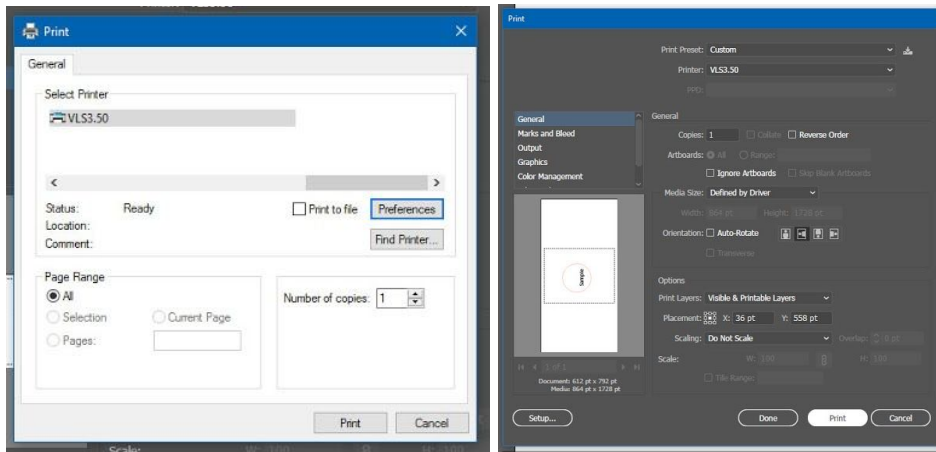 Print
General
Select Printer
VLS3.50
Status: Ready
Print to file
Preferences
Location:
Comment:
Find Printer...
Page Range
All
Selection
Current Page
Pages:
Number of copies: 1
Print
Cancel
Scale: W: 100 H: 100
Print
Print Preset: Custom
Printer: VLS3.50
PPD:
General
Marks and Bleed
Output
Graphics
Color Management
General
Copies: 1
Collate
Reverse Order
Artboards:
All
Range:
Ignore Artboards
Skip Blank Artboards
Media Size: Defined by Driver
Width: 864 pt Height: 1728 pt
Orientation:
Auto-Rotate
Transverse
Sample
1 of 1
Document: 612 pt x 792 pt
Media: 864 pt x 1728 pt
Options
Print Layers: Visible & Printable Layers
Placement: X: 36 pt Y: 558 pt
Scaling: Do Not Scale
Overlap: 0 pt
Scale: W: 100 H: 100
Tile Range:
Setup...
Done
Print
Cancel